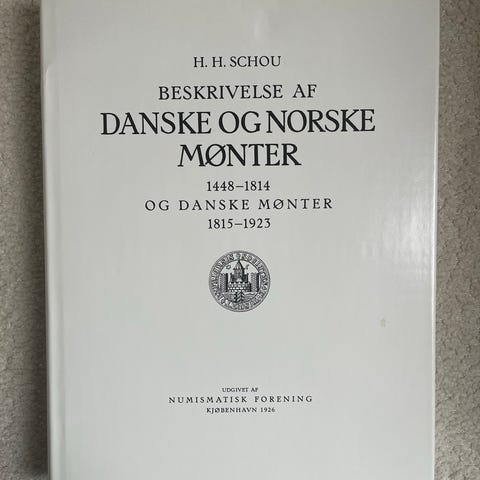 H. H. SCHOU
BESKRIVELSE AF
DANSKE OG NORSKE
MØNTER
1448–1814
OG DANSKE MØNTER
1815–1923
UDGIVET AF
NUMISMATISK FORENING
KJØBENHAVN 1926